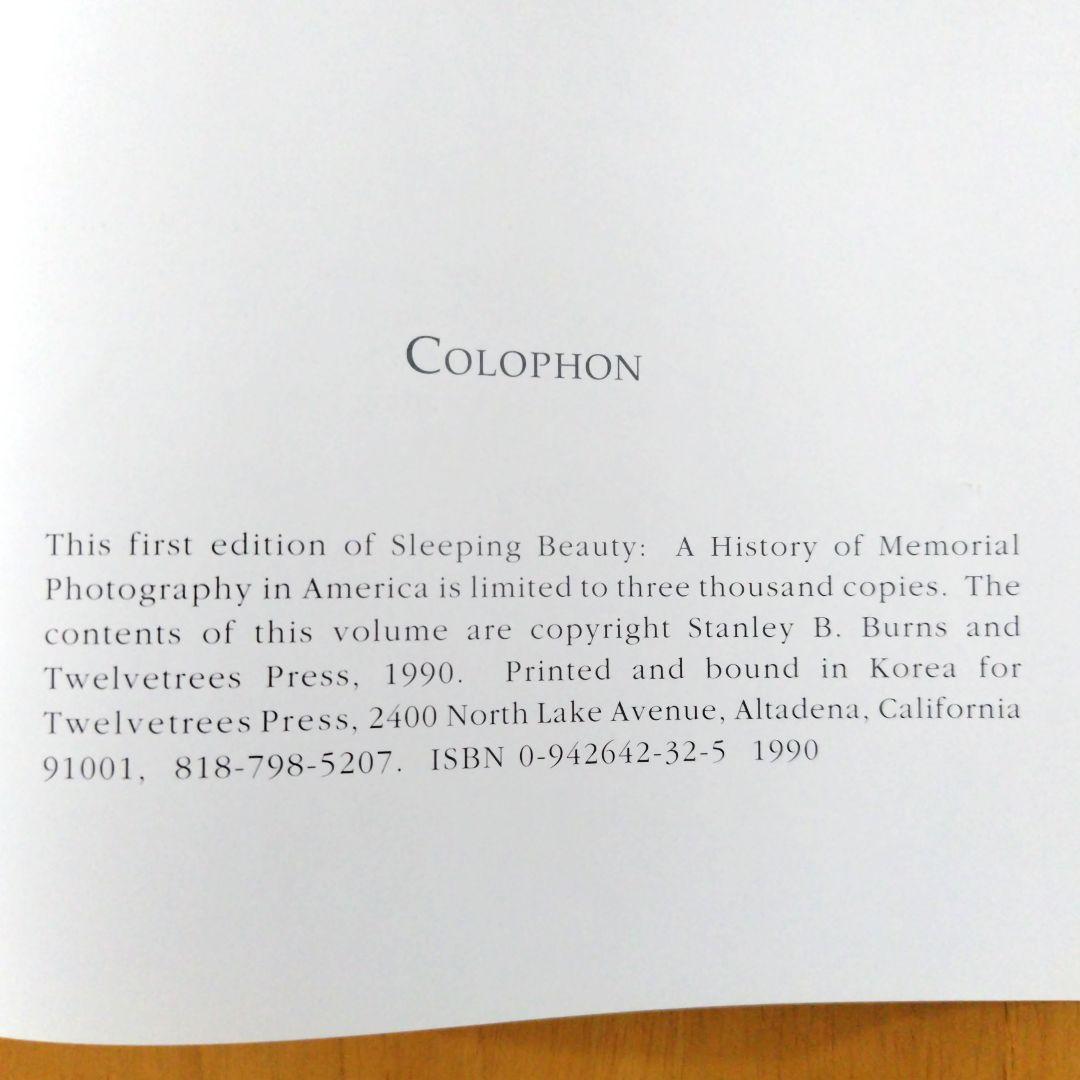 COLOPHON
This first edition of Sleeping Beauty: A History of Memorial
Photography in America is limited to three thousand copies. The
contents of this volume are copyright Stanley B. Burns and
Twelvetrees Press, 1990. Printed and bound in Korea for
Twelvetrees Press, 2400 North Lake Avenue, Altadena, California
91001, 818-798-5207. ISBN 0-942642-32-5 1990